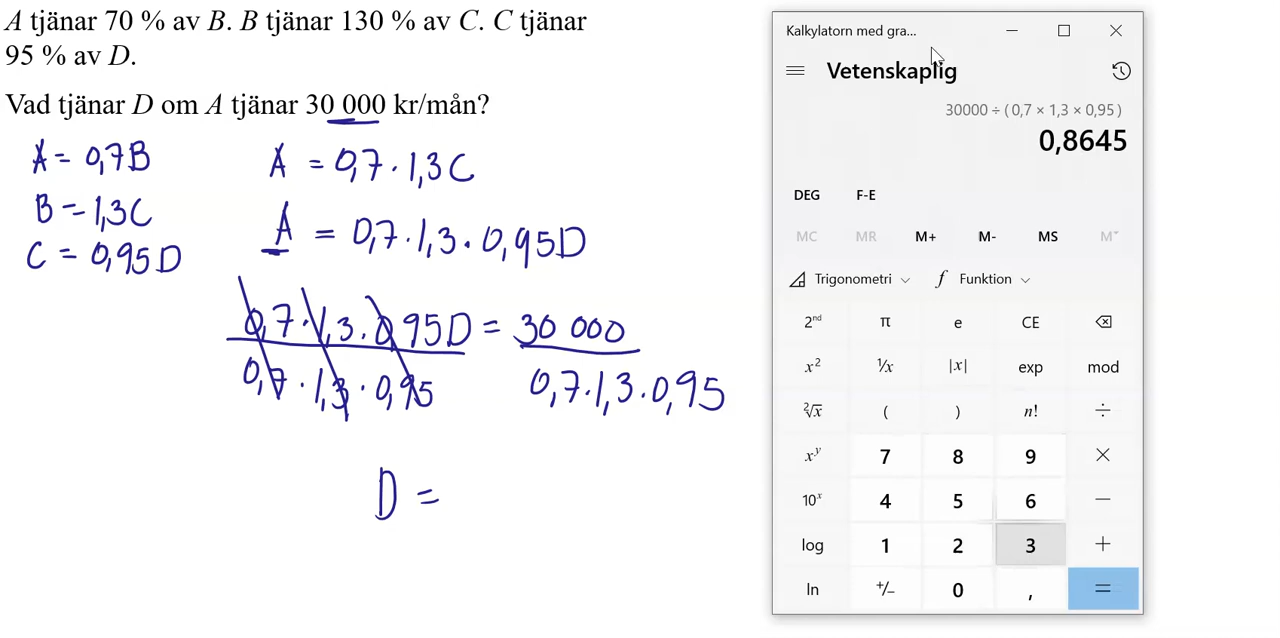 A tjänar 70 % av B. B tjänar 130 % av C. C tjänar
95 % av D.
Vad tjänar D om A tjänar 30 000 kr/mån?
A = 0,7B
B = 1,3C
C = 0,95D
A = 0,7 · 1,3C
A = 0,7 · 1,3 · 0,95D
0,7 · 1,3 · 0,95D = 30 000
0,7 · 1,3 · 0,95 0,7 · 1,3 · 0,95
D =
Kalkylatorn med gra...
Vetenskaplig
30000 ÷ ( 0,7 × 1,3 × 0,95 )
0,8645
DEG F-E
MC MR M+ M- MS M˅
Trigonometri f Funktion
2nd π e CE
x² ¹/x |x| exp mod
²√x ( ) n! ÷
xʸ 7 8 9 ×
10ˣ 4 5 6 −
log 1 2 3 +
ln +/− 0 , =